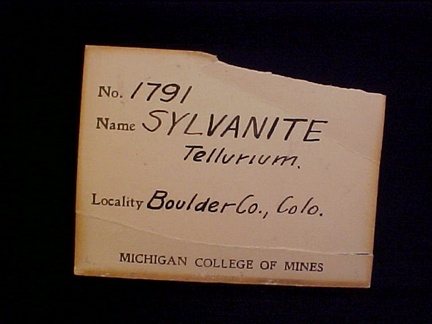 No. 1791
Name SYLVANITE
Tellurium.
Locality Boulder Co., Colo.
MICHIGAN COLLEGE OF MINES